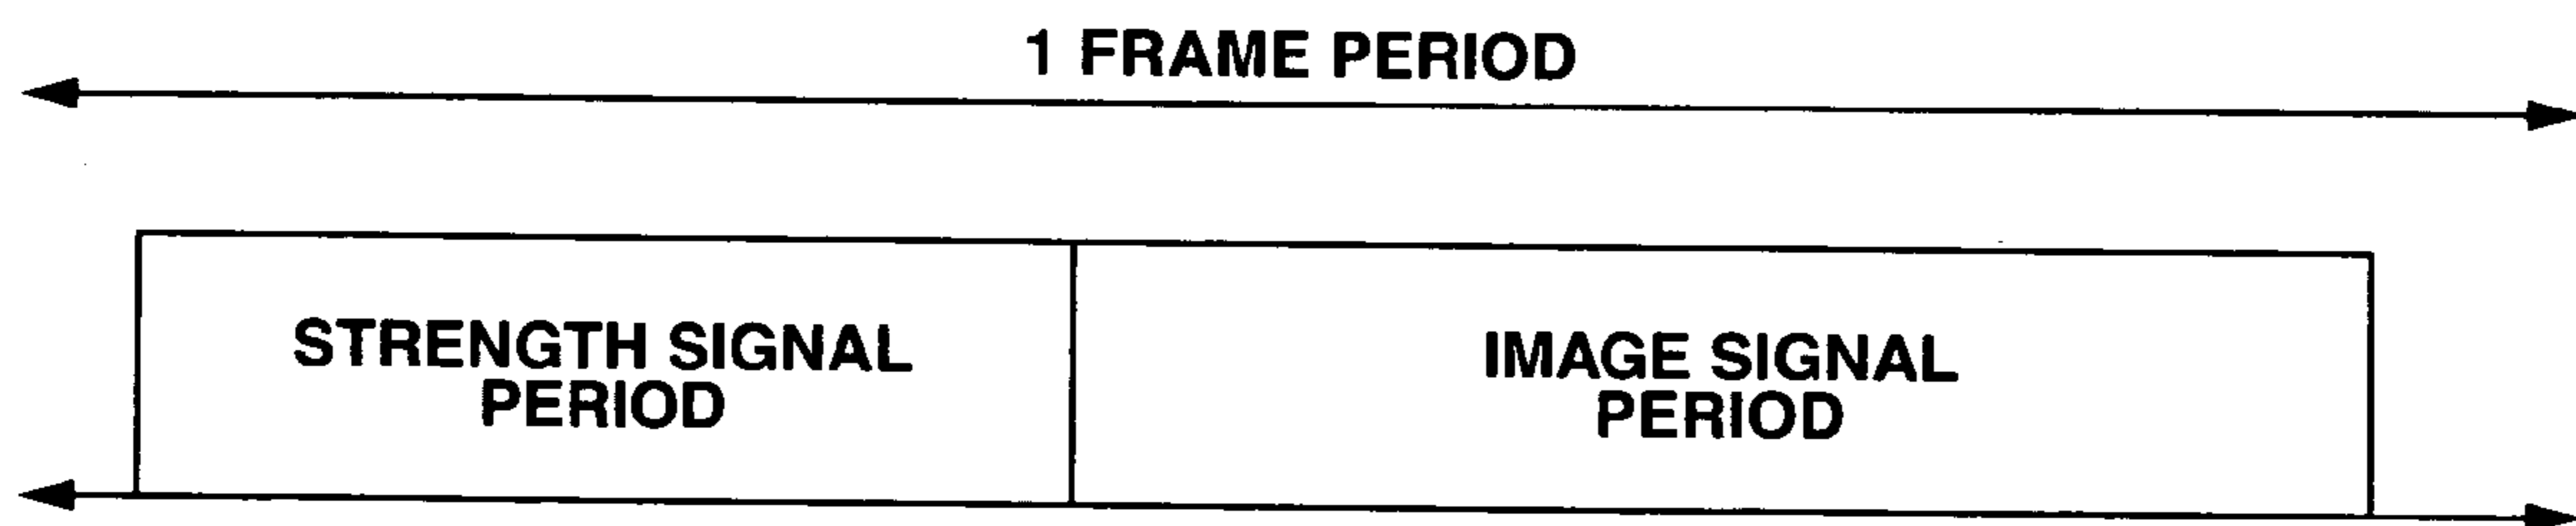 1 FRAME PERIOD
STRENGTH SIGNAL
PERIOD
IMAGE SIGNAL
PERIOD